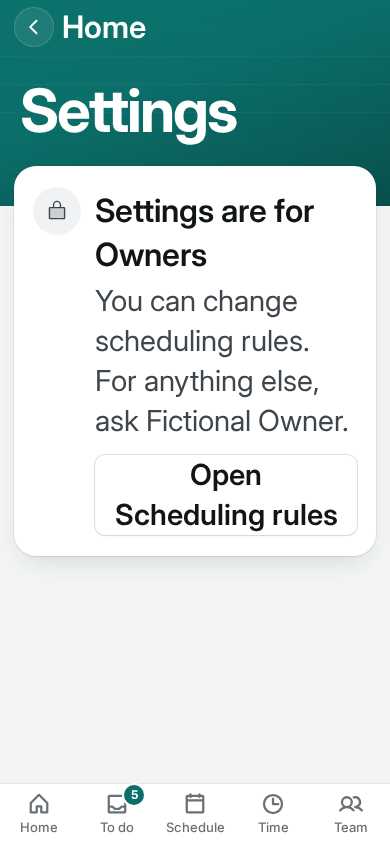 Home
Settings
Settings are for
Owners
You can change
scheduling rules.
For anything else,
ask Fictional Owner.
Open
Scheduling rules
5
Home
To do
Schedule
Time
Team